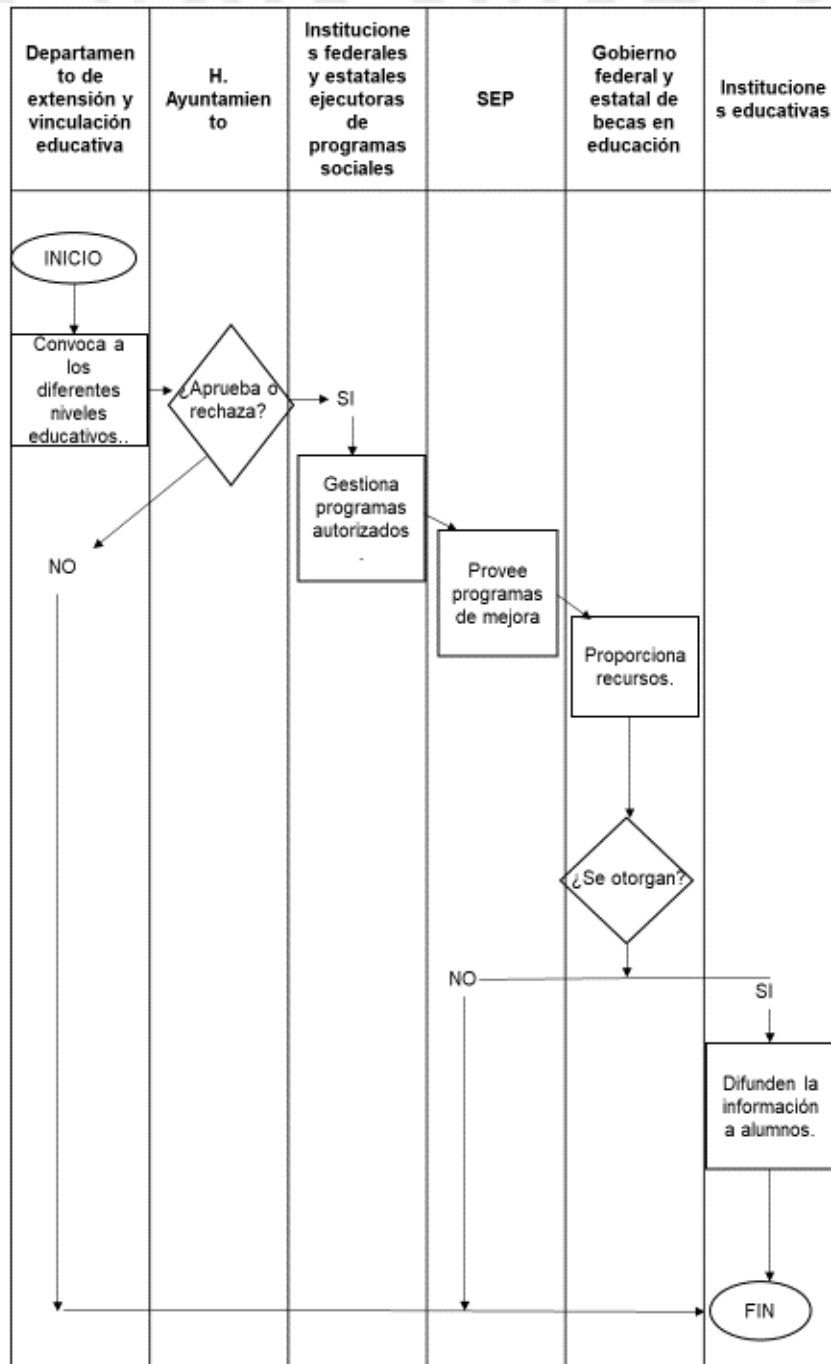 Departamen
to de
extensión y
vinculación
educativa
H.
Ayuntamien
to
Institucione
s federales
y estatales
ejecutoras
de
programas
sociales
SEP
Gobierno
federal y
estatal de
becas en
educación
Institucione
s educativas
INICIO
Convoca a
los
diferentes
niveles
educativos..
¿Aprueba o
rechaza?
SI
NO
Gestiona
programas
autorizados
.
Provee
programas
de mejora
Proporciona
recursos.
¿Se otorgan?
NO
SI
Difunden la
información
a alumnos.
FIN